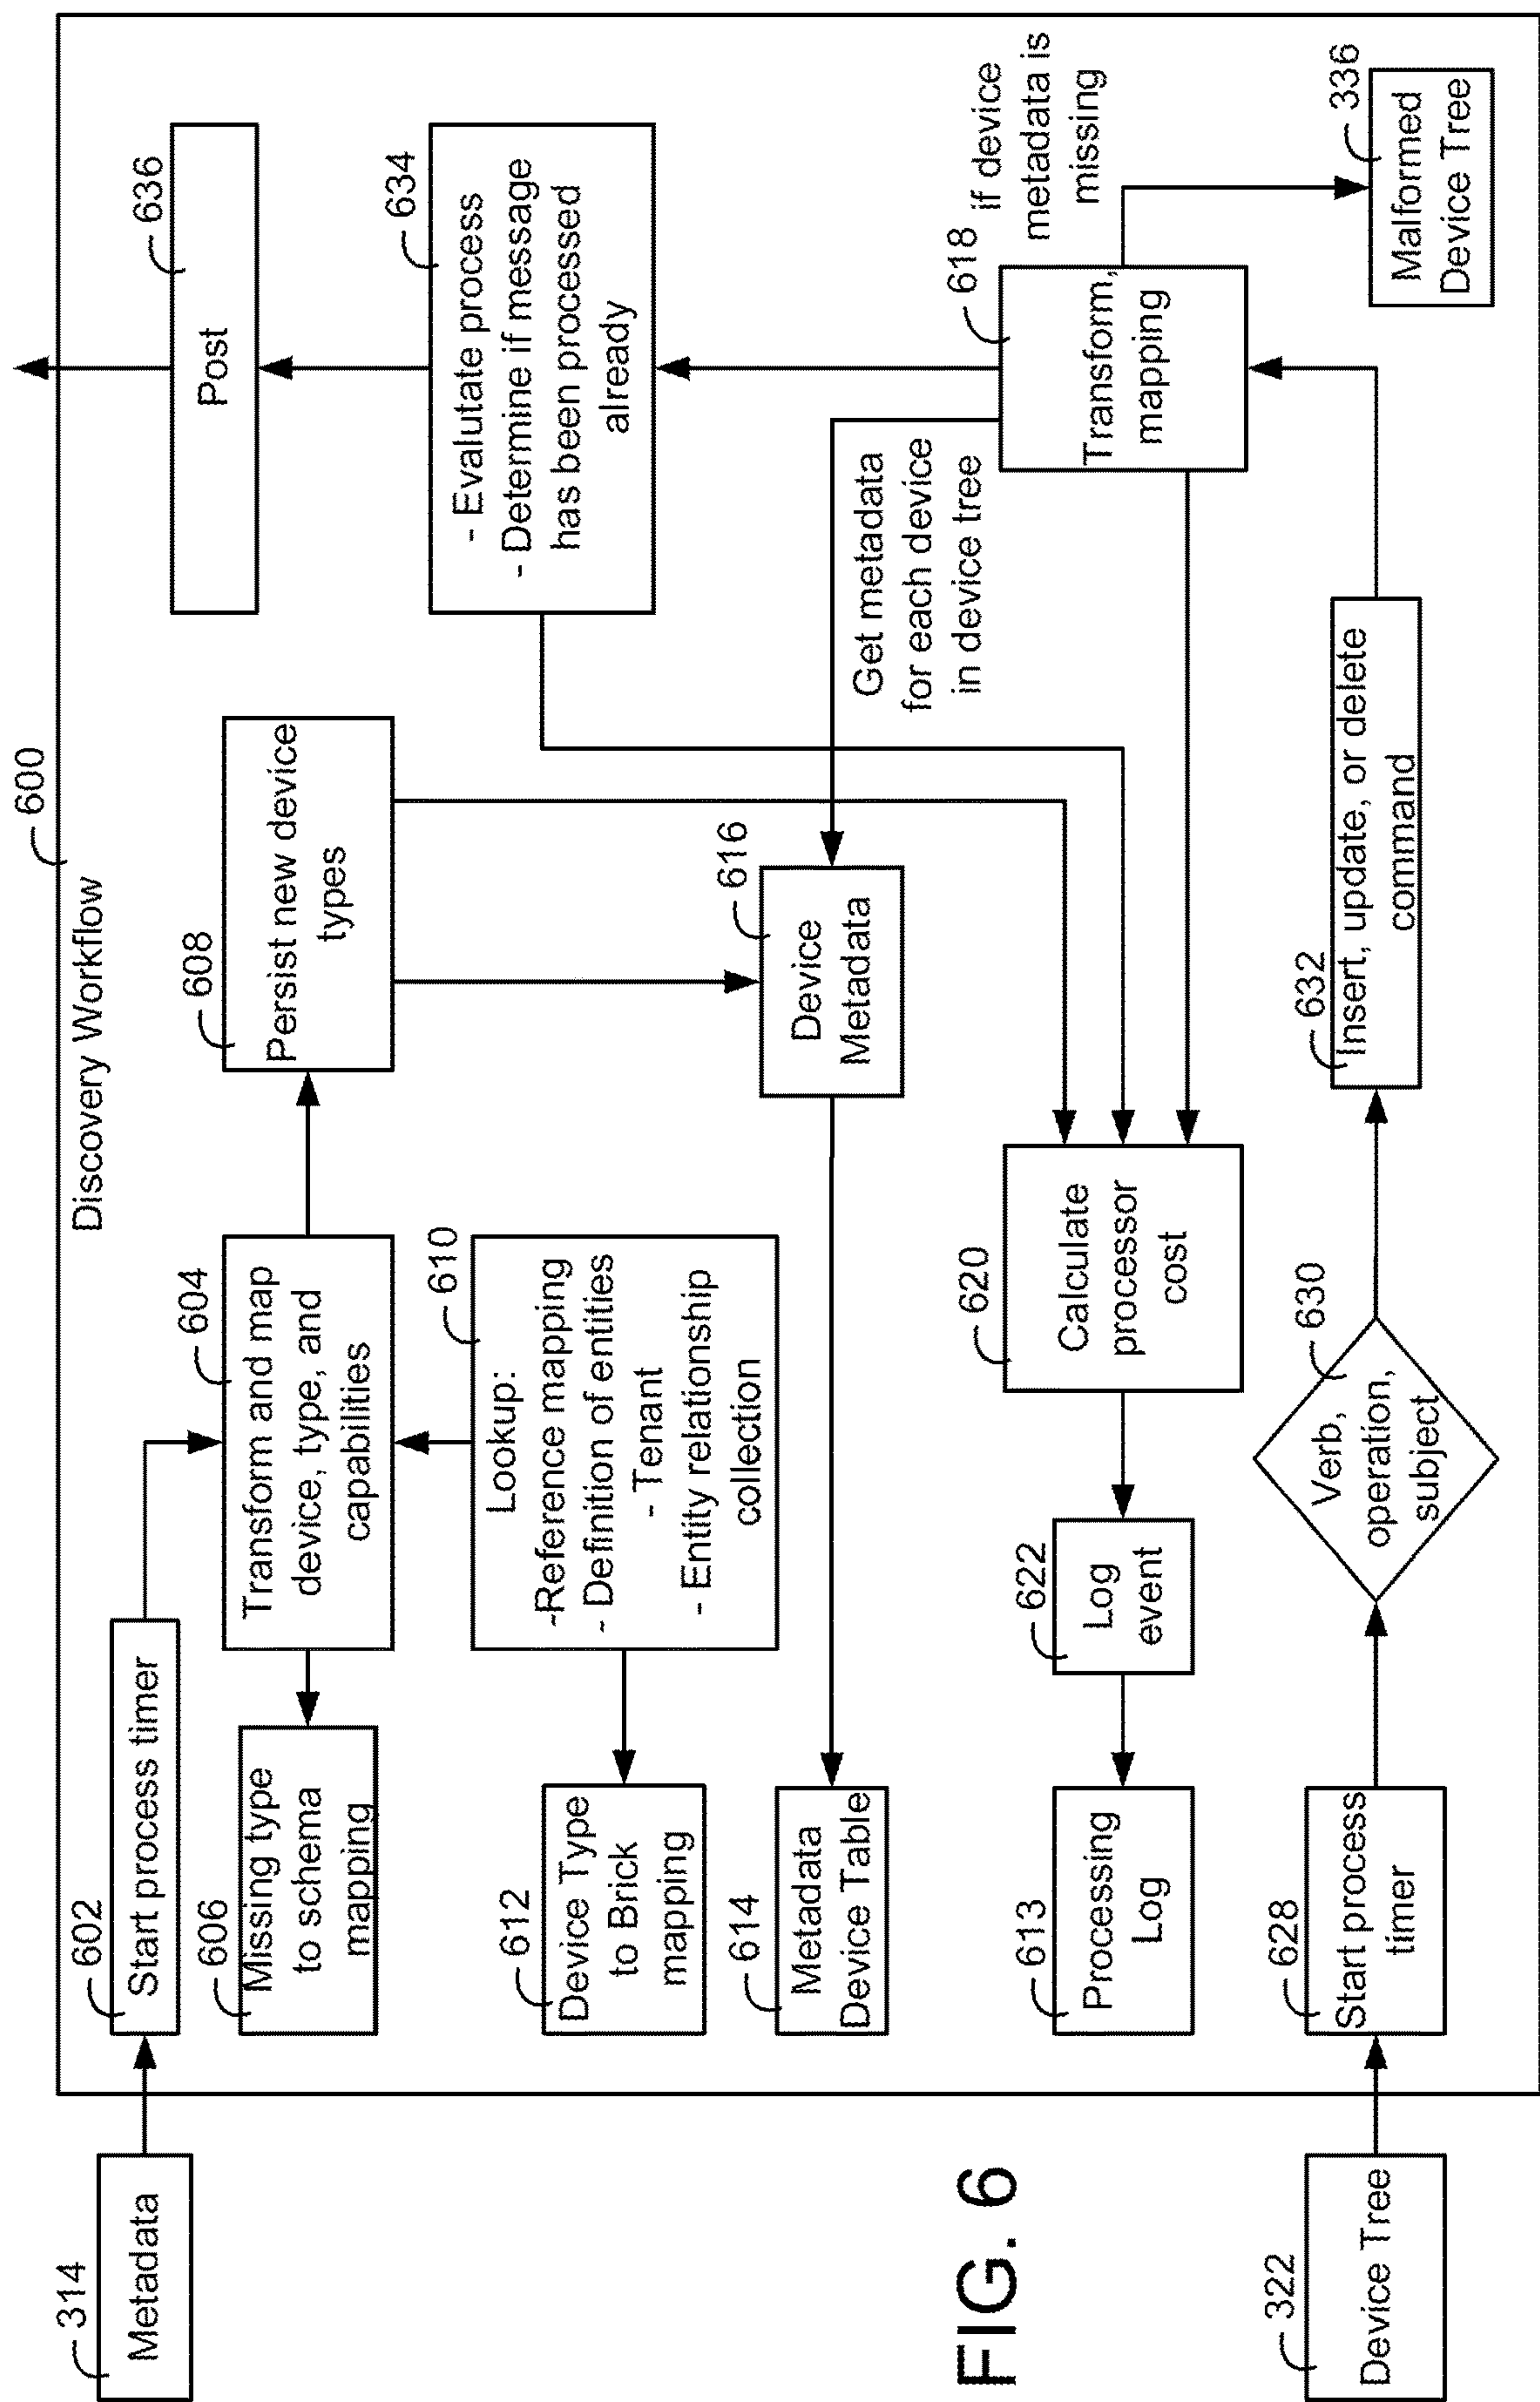 600
Discovery Workflow
314
Metadata
602
Start process timer
604
Transform and map
device, type, and
capabilities
606
Missing type
to schema
mapping
608
Persist new device
types
636
Post
610
Lookup:
-Reference mapping
- Definition of entities
- Tenant
- Entity relationship
collection
612
Device Type
to Brick
mapping
634
- Evalutate process
- Determine if message
has been processed
already
614
Metadata
Device Table
616
Device
Metadata
Get metadata
for each device
in device tree
613
Processing
Log
622
Log
event
620
Calculate
processor
cost
618
Transform,
mapping
if device
metadata is
missing
336
Malformed
Device Tree
322
Device Tree
628
Start process
timer
630
Verb,
operation,
subject
632
Insert, update, or delete
command
FIG. 6